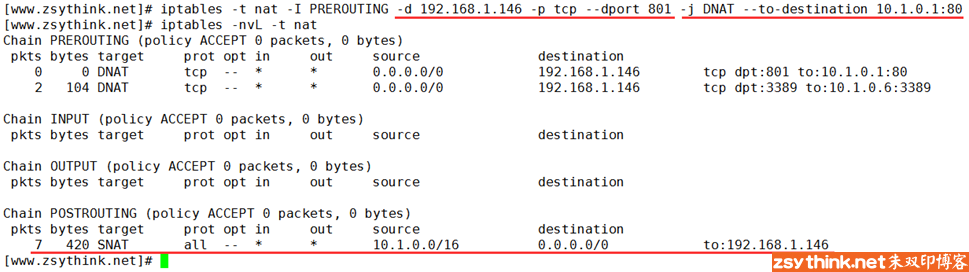 [www.zsythink.net]# iptables -t nat -I PREROUTING -d 192.168.1.146 -p tcp --dport 801 -j DNAT --to-destination 10.1.0.1:80
[www.zsythink.net]# iptables -nvL -t nat
Chain PREROUTING (policy ACCEPT 0 packets, 0 bytes)
pkts bytes target prot opt in out source destination
0 0 DNAT tcp -- * * 0.0.0.0/0 192.168.1.146 tcp dpt:801 to:10.1.0.1:80
2 104 DNAT tcp -- * * 0.0.0.0/0 192.168.1.146 tcp dpt:3389 to:10.1.0.6:3389
Chain INPUT (policy ACCEPT 0 packets, 0 bytes)
pkts bytes target prot opt in out source destination
Chain OUTPUT (policy ACCEPT 0 packets, 0 bytes)
pkts bytes target prot opt in out source destination
Chain POSTROUTING (policy ACCEPT 0 packets, 0 bytes)
pkts bytes target prot opt in out source destination
7 420 SNAT all -- * * 10.1.0.0/16 0.0.0.0/0 to:192.168.1.146
[www.zsythink.net]#
zsythink.net朱双印博客